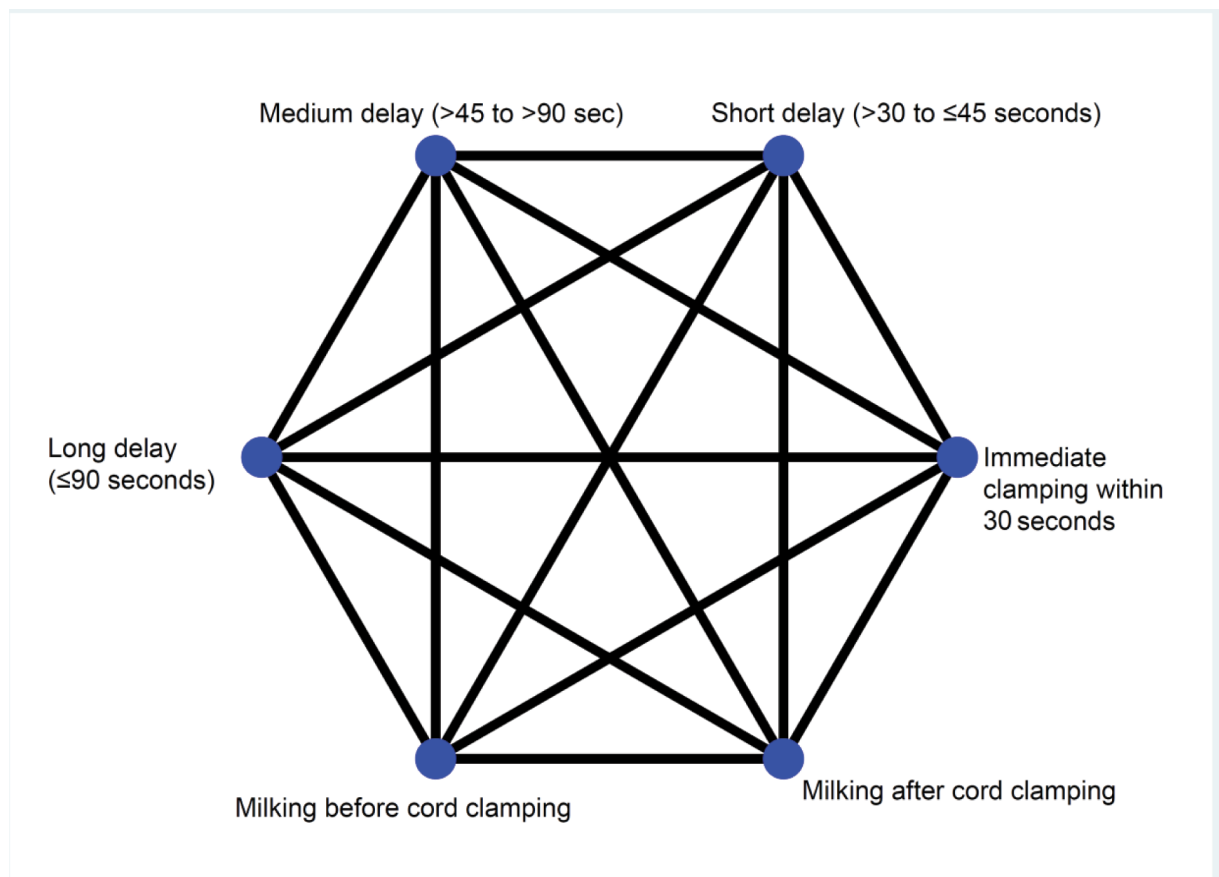 Medium delay (>45 to >90 sec)
Short delay (>30 to ≤45 seconds)
Long delay
(≤90 seconds)
Immediate
clamping within
30 seconds
Milking before cord clamping
Milking after cord clamping